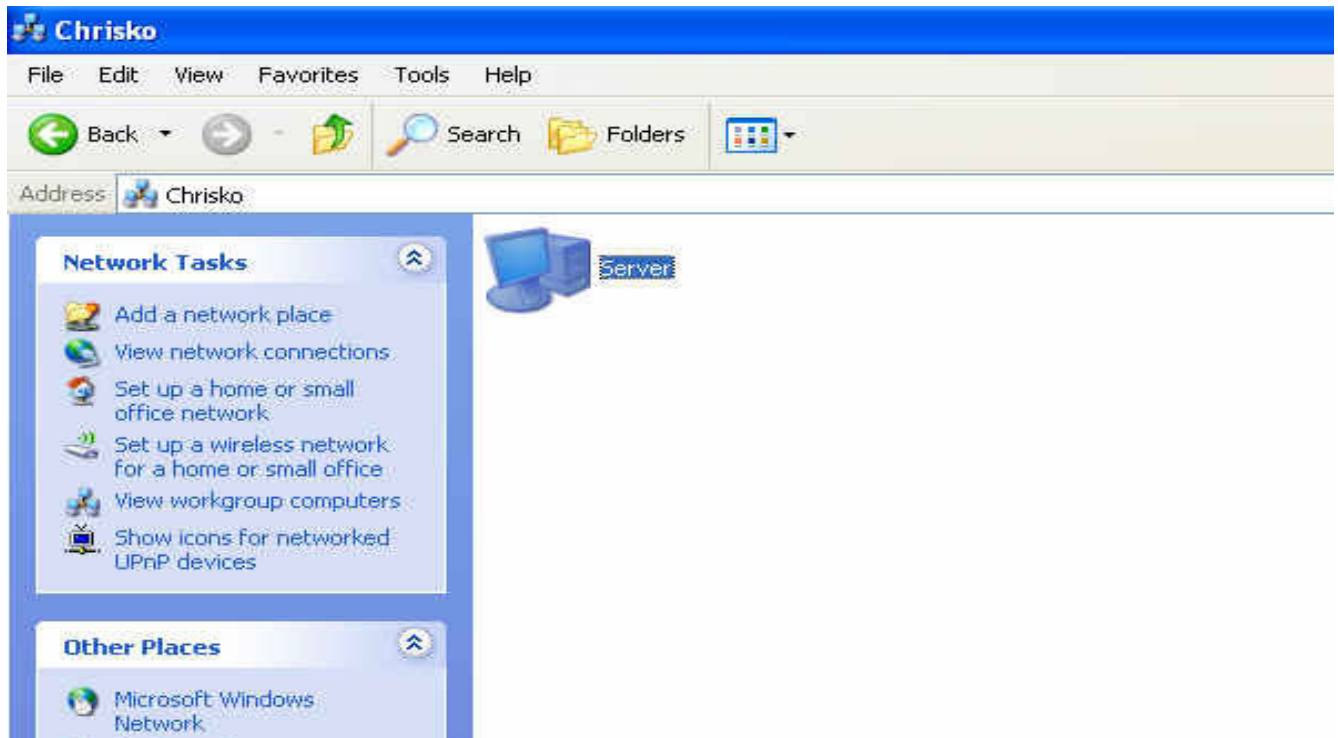 Chrisko
File Edit View Favorites Tools Help
Back Search Folders
Address Chrisko
Network Tasks
Add a network place
View network connections
Set up a home or small
office network
Set up a wireless network
for a home or small office
View workgroup computers
Show icons for networked
UPnP devices
Other Places
Microsoft Windows
Network
Server